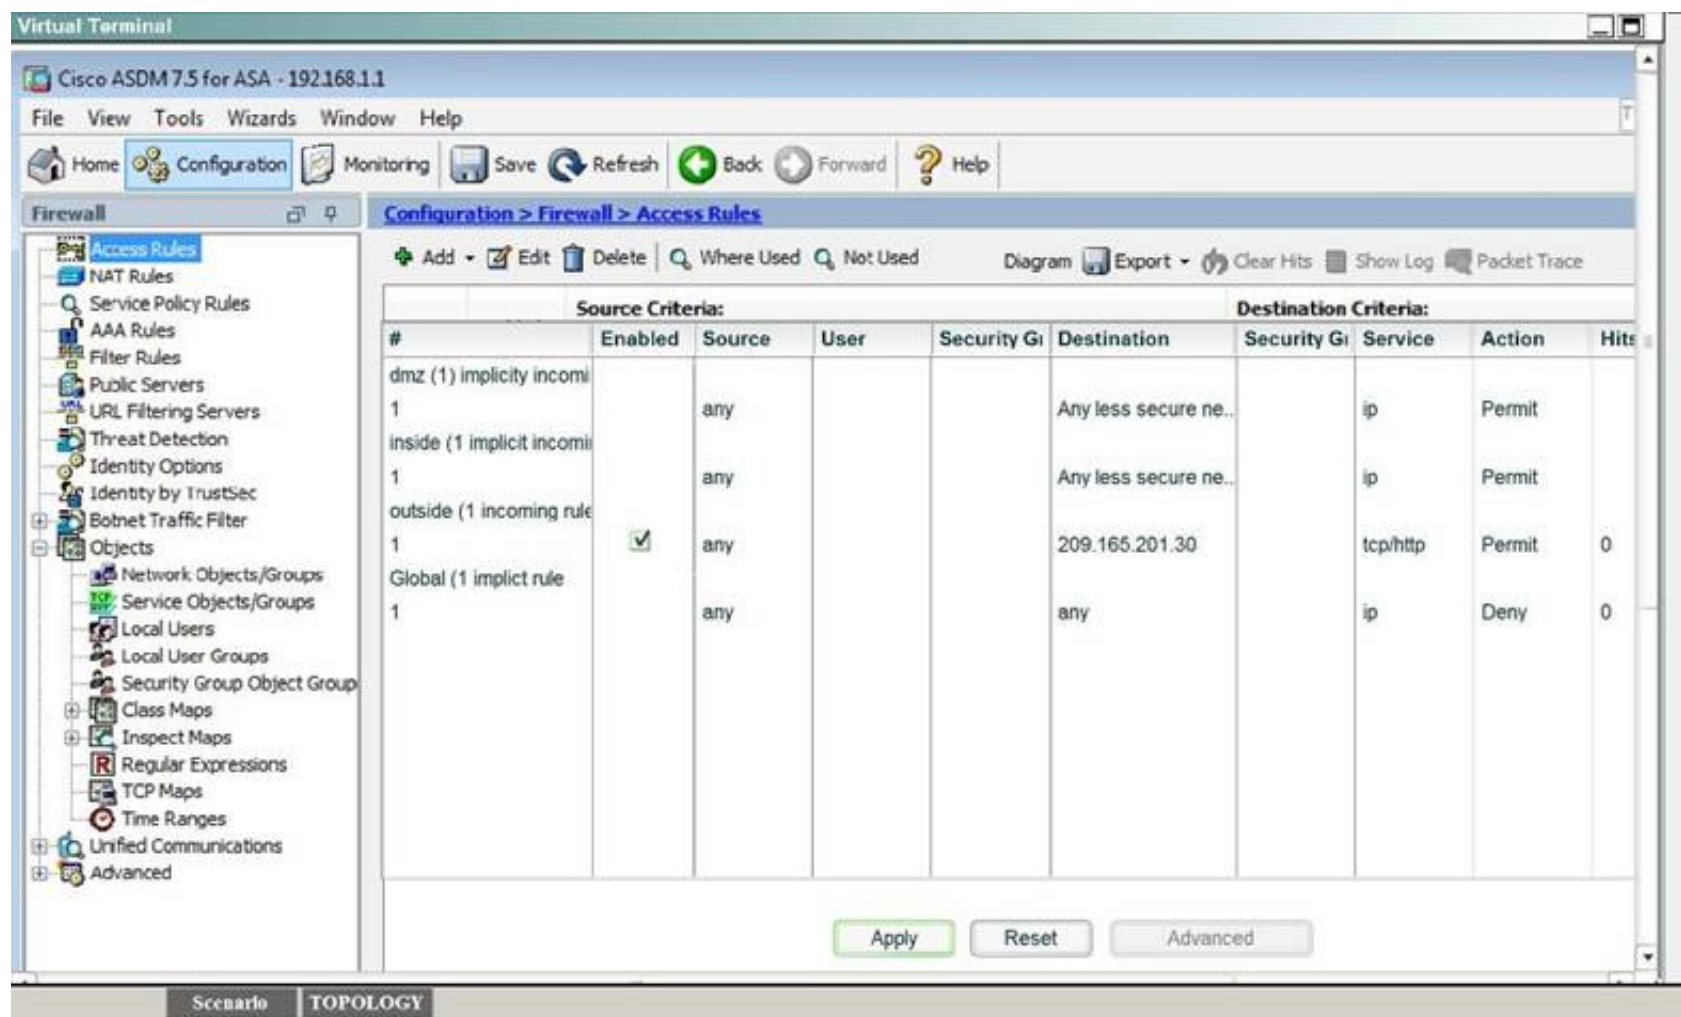 Virtual Terminal
Cisco ASDM 7.5 for ASA - 192.168.1.1
File View Tools Wizards Window Help
Home Configuration Monitoring Save Refresh Back Forward Help
Firewall
Configuration > Firewall > Access Rules
Access Rules
NAT Rules
Service Policy Rules
AAA Rules
Filter Rules
Public Servers
URL Filtering Servers
Threat Detection
Identity Options
Identity by TrustSec
Botnet Traffic Filter
Objects
Network Objects/Groups
Service Objects/Groups
Local Users
Local User Groups
Security Group Object Group
Class Maps
Inspect Maps
Regular Expressions
TCP Maps
Time Ranges
Unified Communications
Advanced
Add Edit Delete Where Used Not Used Diagram Export Clear Hits Show Log Packet Trace
Source Criteria: Destination Criteria:
# Enabled Source User Security Gr Destination Security Gr Service Action Hits
dmz (1) implicity incomi
1 any Any less secure ne.. ip Permit
inside (1 implicit incomin
1 any Any less secure ne.. ip Permit
outside (1 incoming rule
1 any 209.165.201.30 tcp/http Permit 0
Global (1 implict rule
1 any any ip Deny 0
Apply Reset Advanced
Scenario TOPOLOGY